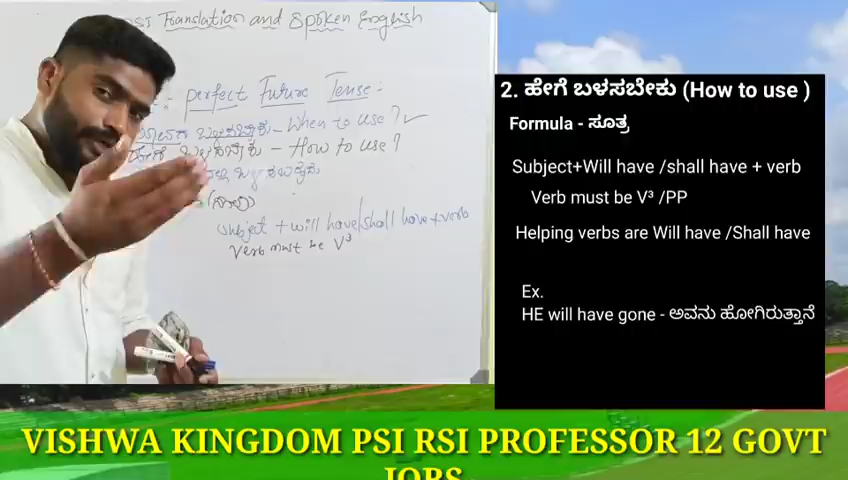 PSI Translation and Spoken English
perfect Future Tense :-
ಬಳಸಬೇಕು - When to use ? ✓
ಹೇಗೆ ಬಳಸಬೇಕು - How to use ?
subject + will have/shall have + verb
Verb must be V³
2. ಹೇಗೆ ಬಳಸಬೇಕು (How to use )
Formula - ಸೂತ್ರ
Subject+Will have /shall have + verb
Verb must be V³ /PP
Helping verbs are Will have /Shall have
Ex.
HE will have gone - ಅವನು ಹೋಗಿರುತ್ತಾನೆ
VISHWA KINGDOM PSI RSI PROFESSOR 12 GOVT
JOBS